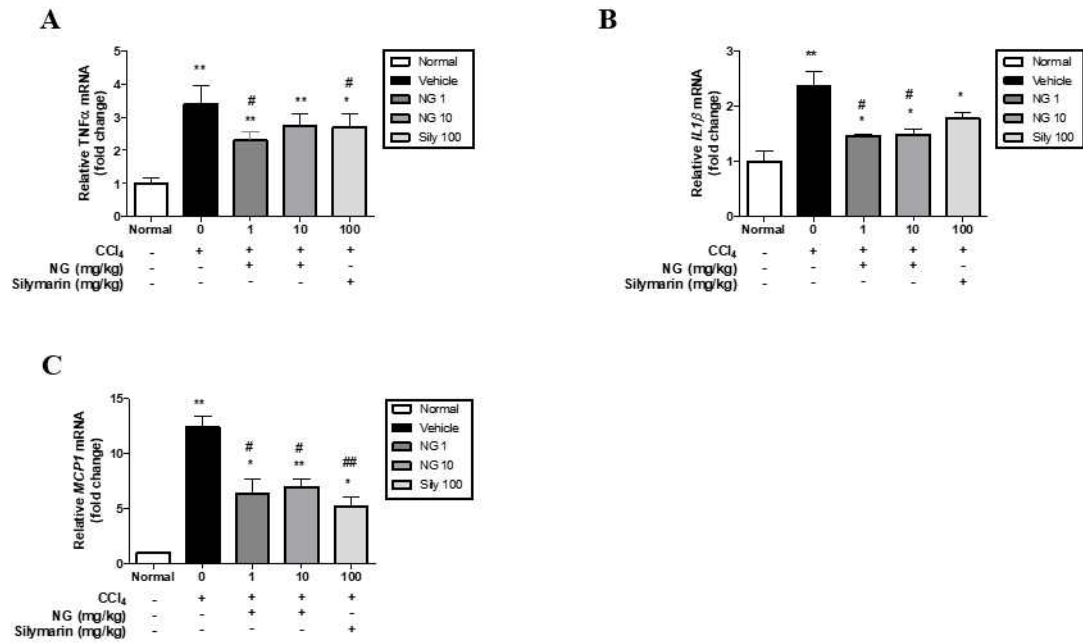 A
Relative TNFα mRNA
(fold change)
5
4
3
2
1
0
** 
# 
** 
** 
# 
*
Normal
Vehicle
NG 1
NG 10
Sily 100
Normal 0 1 10 100
CCl4 - + + + +
NG (mg/kg) - - + + -
Silymarin (mg/kg) - - - - +
B
Relative IL1β mRNA
(fold change)
3
2
1
0
**
#
*
#
*
*
Normal
Vehicle
NG 1
NG 10
Sily 100
Normal 0 1 10 100
CCl4 - + + + +
NG (mg/kg) - - + + -
Silymarin (mg/kg) - - - - +
C
Relative MCP1 mRNA
(fold change)
15
10
5
0
**
#
*
#
**
##
*
Normal
Vehicle
NG 1
NG 10
Sily 100
Normal 0 1 10 100
CCl4 - + + + +
NG (mg/kg) - - + + -
Silymarin (mg/kg) - - - - +